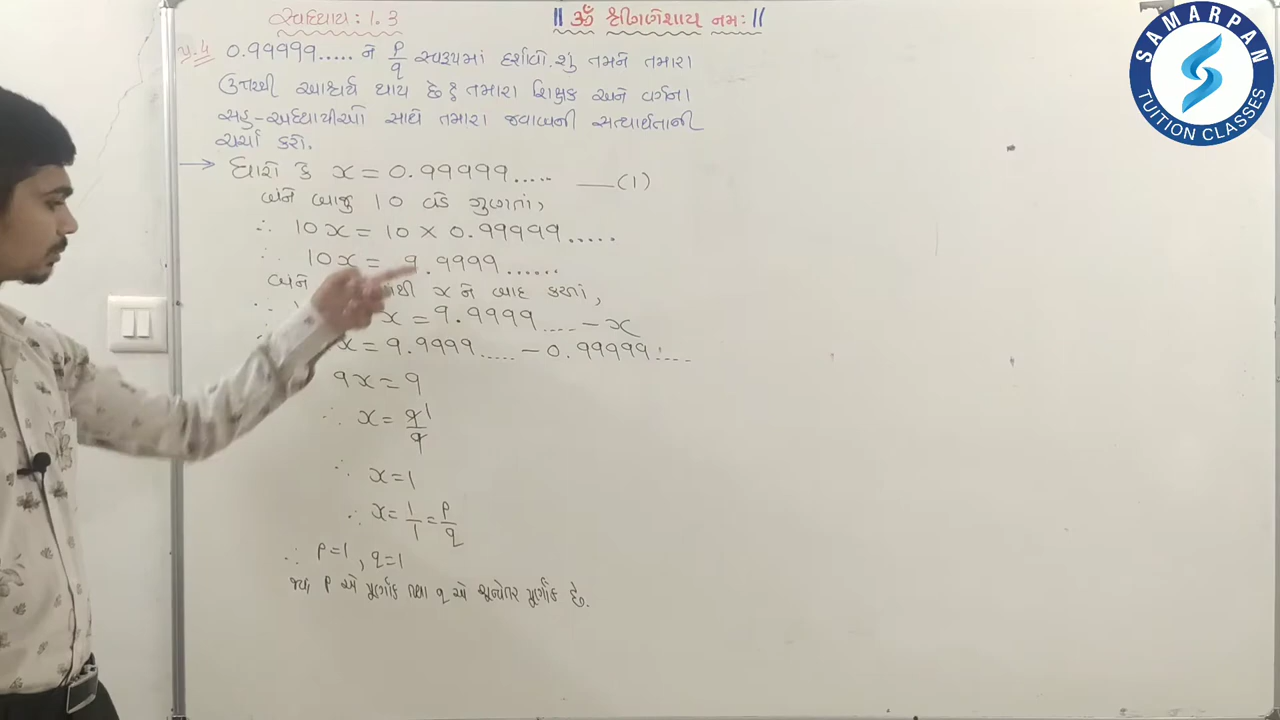 સ્વાધ્યાય: 1.3
|| ૐ શ્રી ગણેશાય નમ: ||
SAMARPAN
TUITION CLASSES
પ્ર.4 0.99999..... ને p/q સ્વરૂપમાં દર્શાવો. શું તમને તમારા
ઉત્તરથી આશ્ચર્ય થાય છે? તમારા શિક્ષક અને વર્ગના
સહ-અધ્યાયીઓ સાથે તમારા જવાબની સત્યાર્થતાની
ચર્ચા કરો.
→ ધારો કે x = 0.99999..... —(1)
બંને બાજુ 10 વડે ગુણતાં,
∴ 10x = 10 × 0.99999.....
∴ 10x = 9.9999......
બંને x ને બાદ કરતાં,
x = 9.9999.... - x
x = 9.9999..... - 0.99999.....
9x = 9
∴ x = 9/9 1
∴ x = 1
∴ x = 1/1 = p/q
∴ p=1, q=1
જ્યાં p એ પૂર્ણાંક તથા q એ શૂન્યેતર પૂર્ણાંક છે.